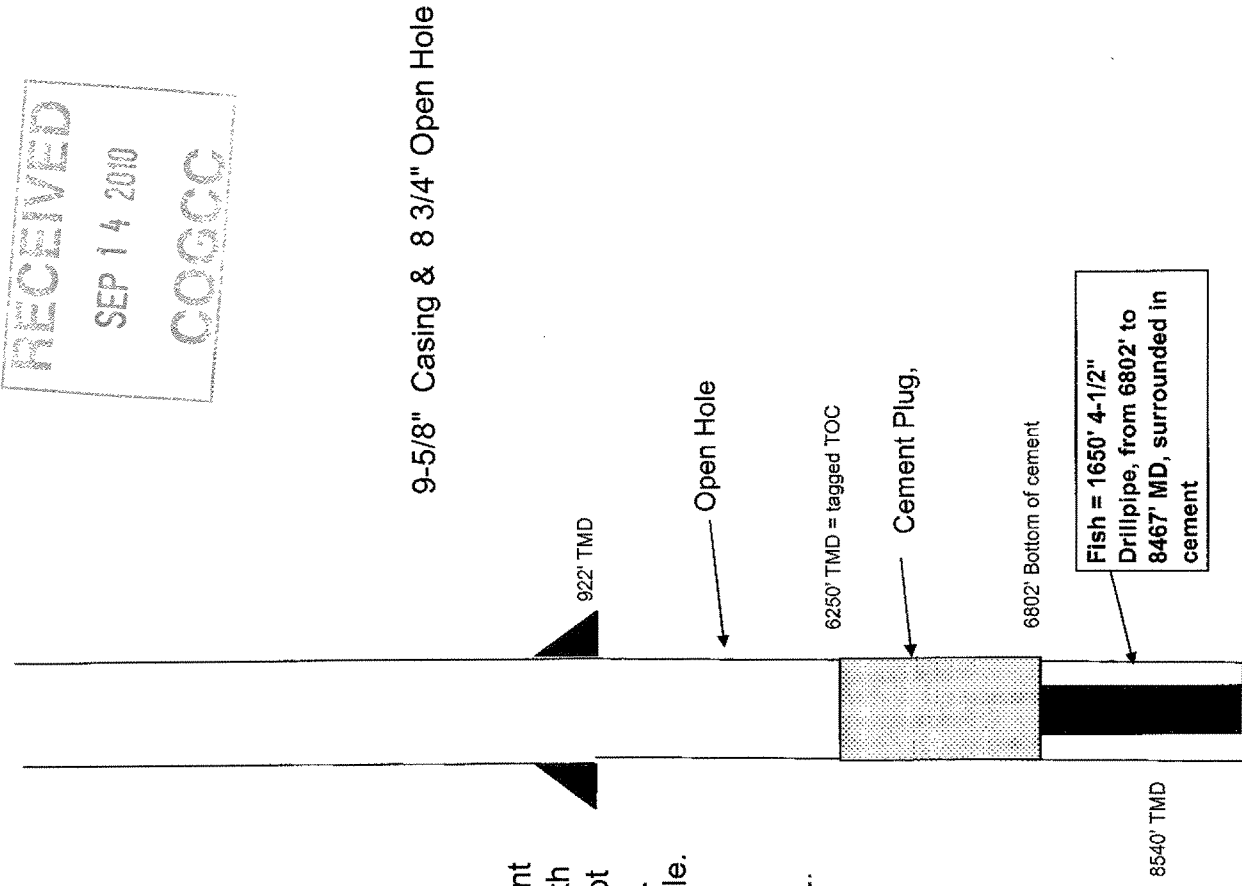 RECEIVED
SEP 14 2010
COGCC
9-5/8" Casing & 8 3/4" Open Hole
922' TMD
Open Hole
6250' TMD = tagged TOC
Cement Plug,
6802' Bottom of cement
Fish = 1650' 4-1/2"
Drillpipe, from 6802' to
8467' MD, surrounded in
cement
8540' TMD